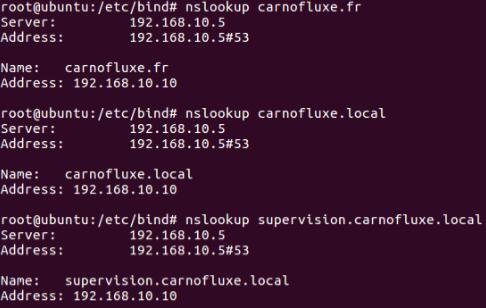 root@ubuntu:/etc/bind# nslookup carnofluxe.fr
Server:         192.168.10.5
Address:        192.168.10.5#53
Name:   carnofluxe.fr
Address: 192.168.10.10
root@ubuntu:/etc/bind# nslookup carnofluxe.local
Server:         192.168.10.5
Address:        192.168.10.5#53
Name:   carnofluxe.local
Address: 192.168.10.10
root@ubuntu:/etc/bind# nslookup supervision.carnofluxe.local
Server:         192.168.10.5
Address:        192.168.10.5#53
Name:   supervision.carnofluxe.local
Address: 192.168.10.10